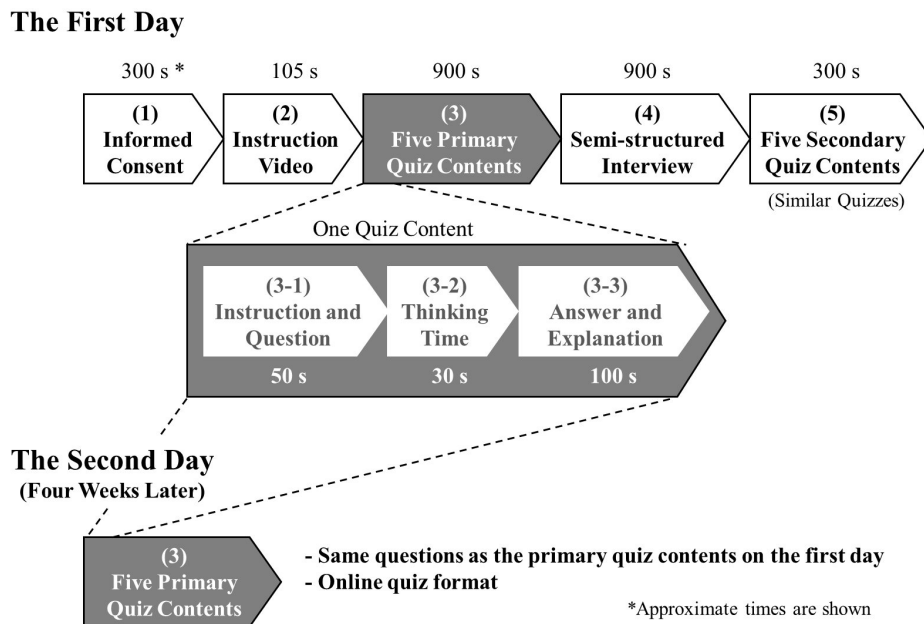 The First Day
300 s *
105 s
900 s
900 s
300 s
(1)
Informed
Consent
(2)
Instruction
Video
(3)
Five Primary
Quiz Contents
(4)
Semi-structured
Interview
(5)
Five Secondary
Quiz Contents
(Similar Quizzes)
One Quiz Content
(3-1)
Instruction and
Question
50 s
(3-2)
Thinking
Time
30 s
(3-3)
Answer and
Explanation
100 s
The Second Day
(Four Weeks Later)
(3)
Five Primary
Quiz Contents
- Same questions as the primary quiz contents on the first day
- Online quiz format
*Approximate times are shown